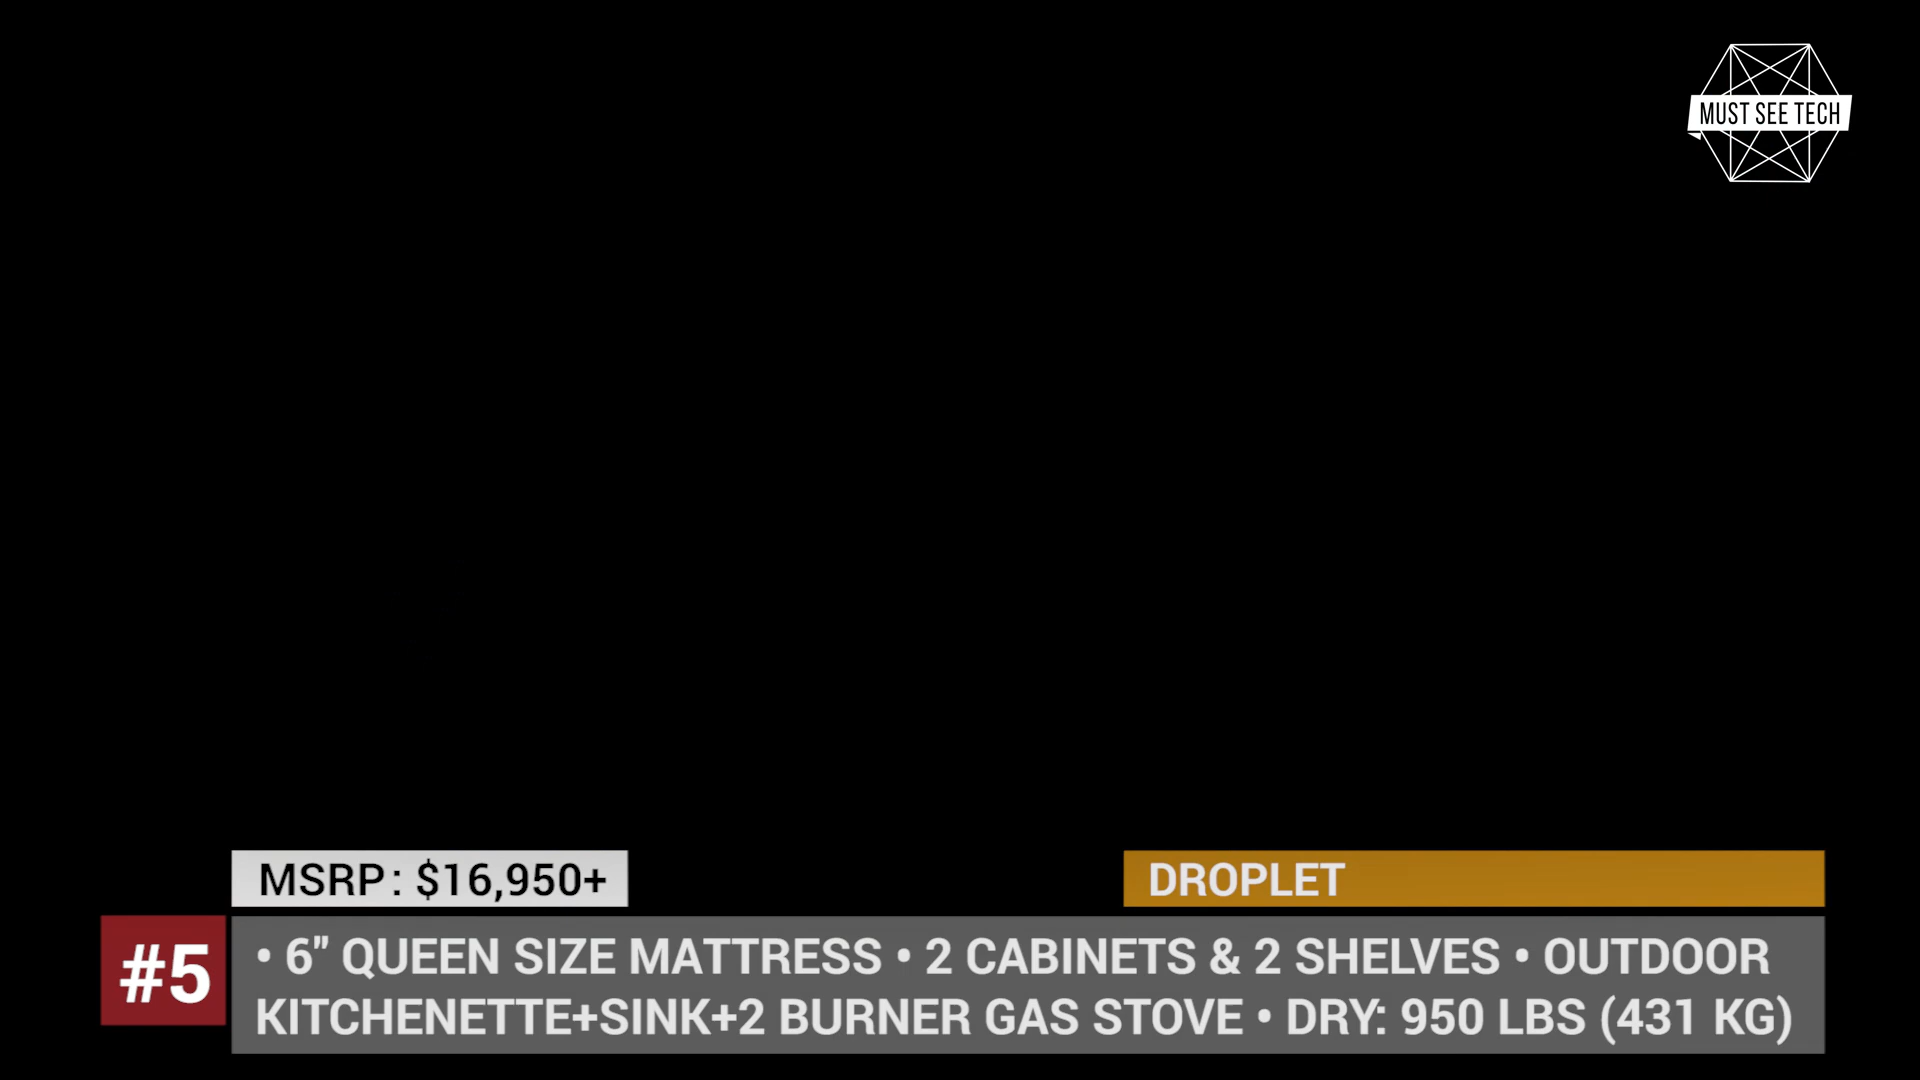 MUST SEE TECH
MSRP: $16,950+
DROPLET
#5
• 6" QUEEN SIZE MATTRESS • 2 CABINETS & 2 SHELVES • OUTDOOR
KITCHENETTE+SINK+2 BURNER GAS STOVE • DRY: 950 LBS (431 KG)